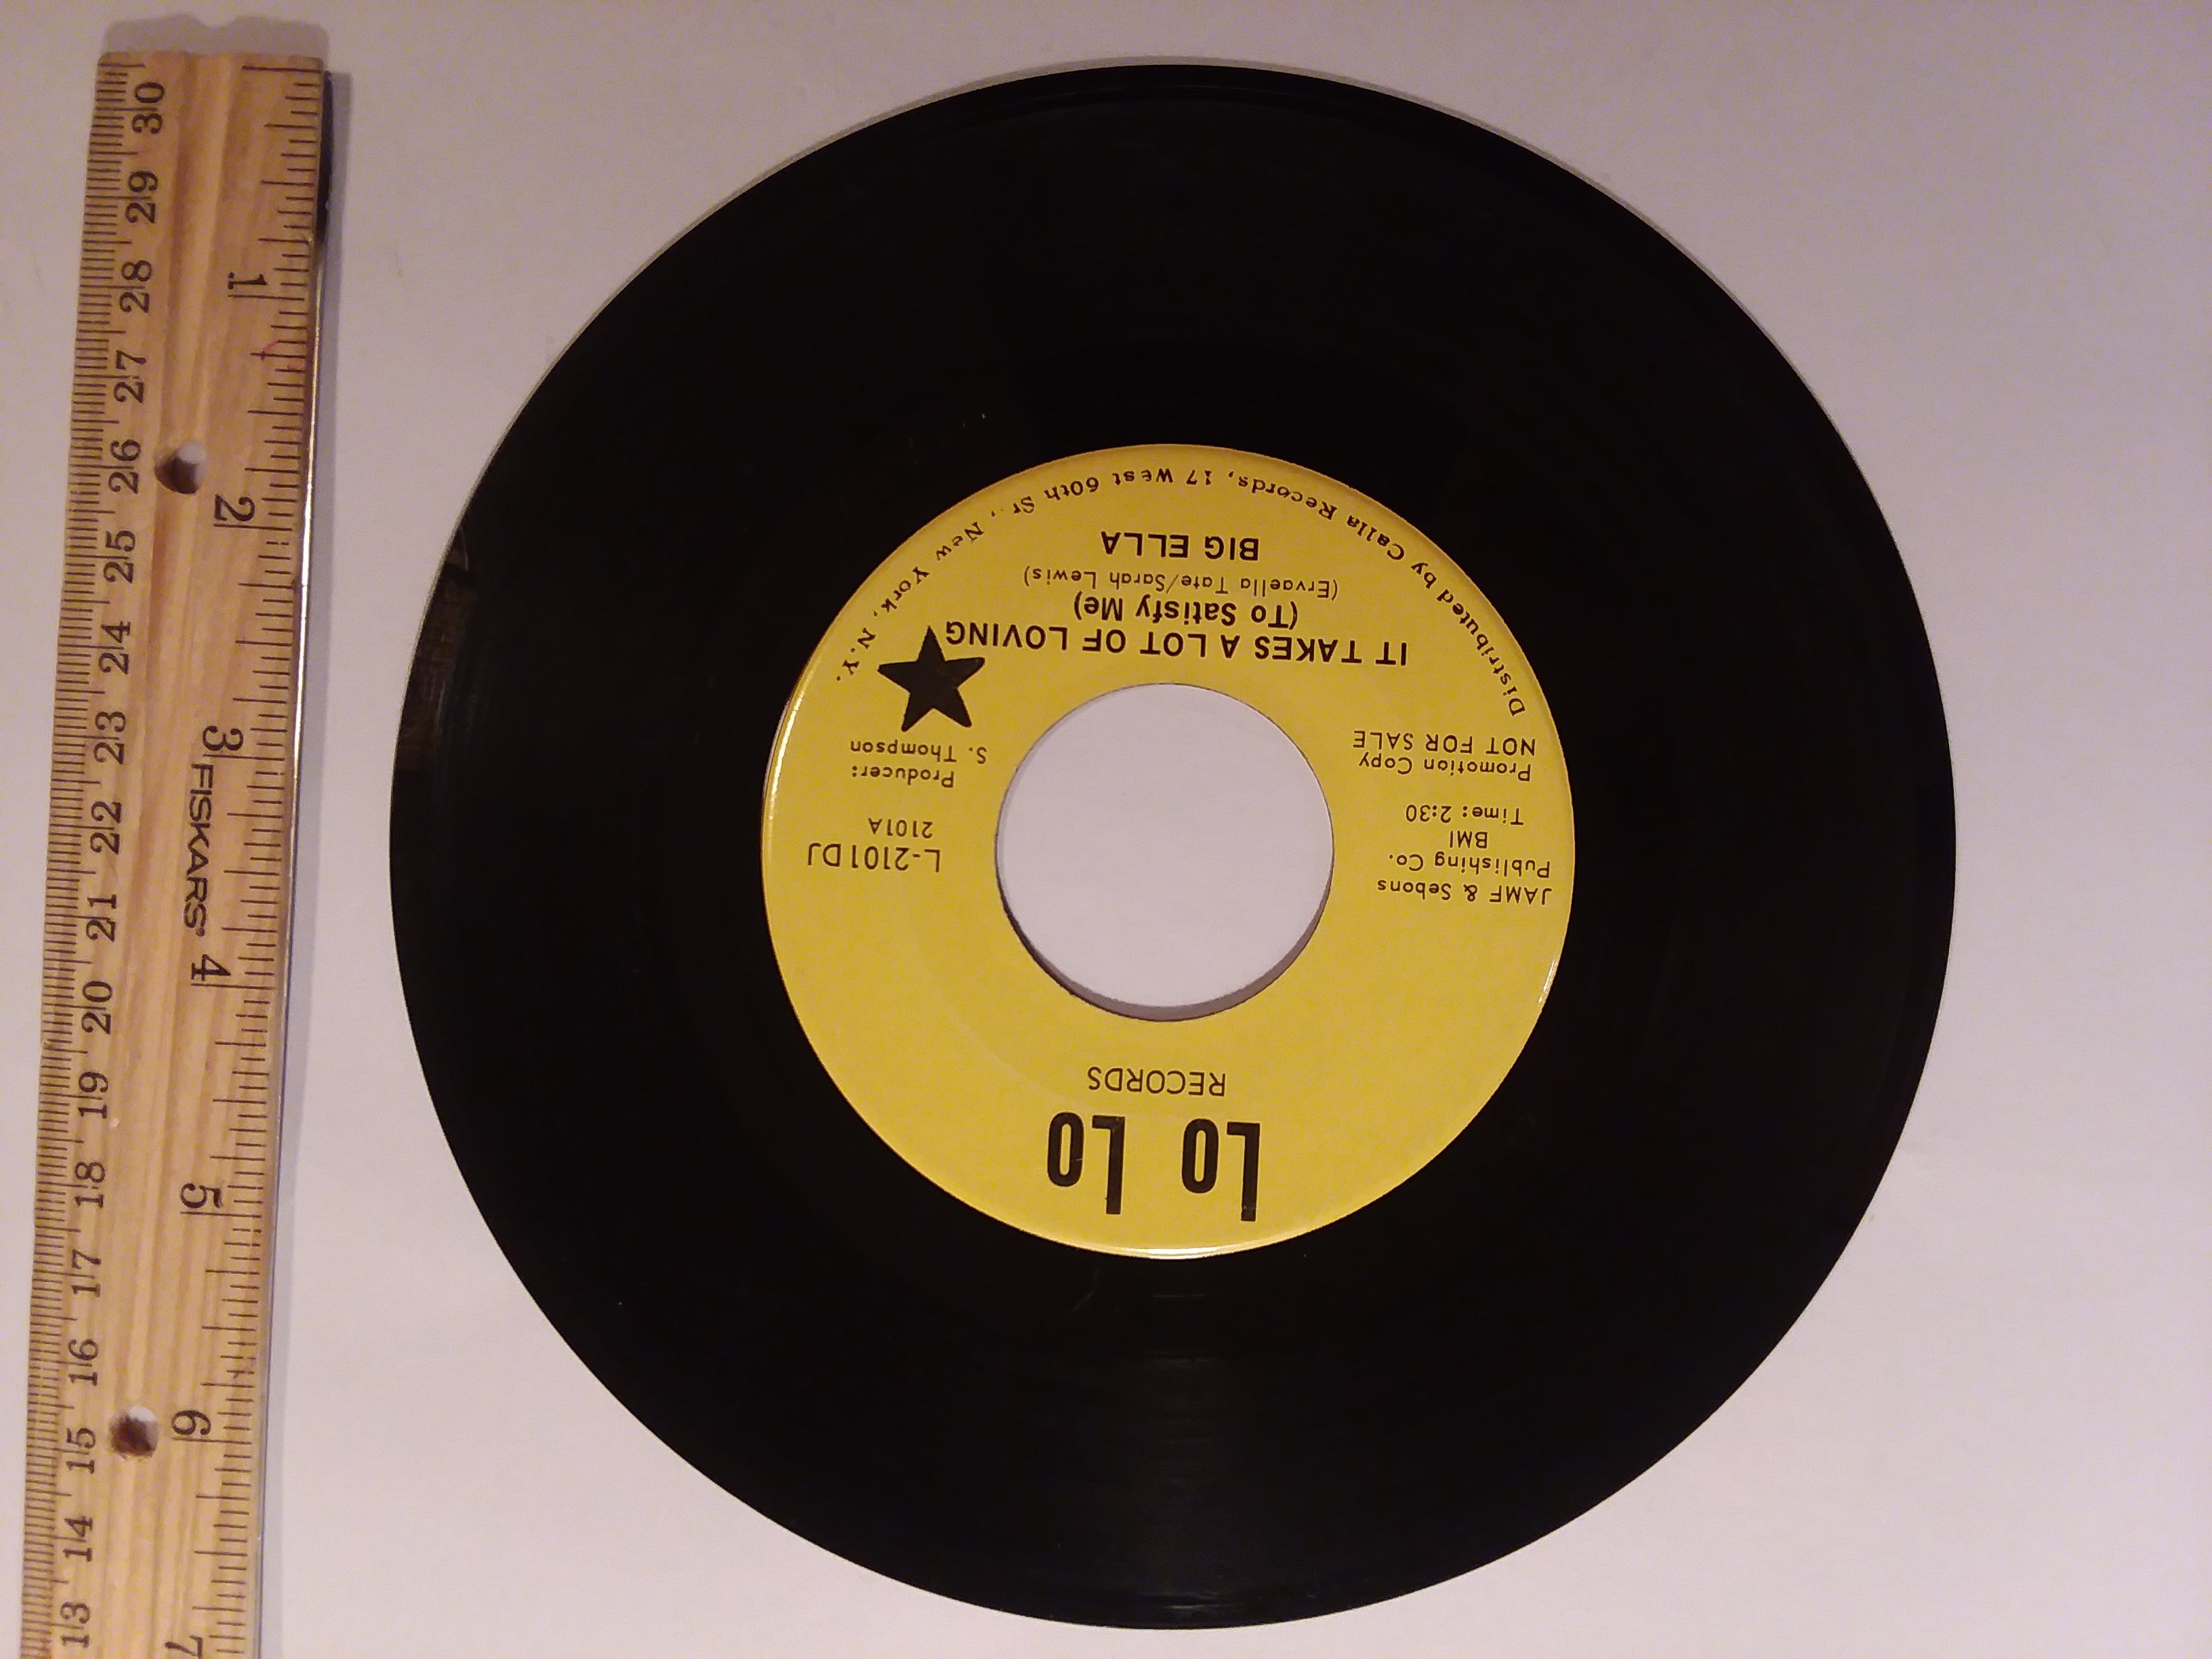 LO LO
RECORDS
JAMF & Sebons
Publishing Co.
BMI
Time: 2:30
Promotion Copy
NOT FOR SALE
L-2101 DJ
2101A
Producer:
S. Thompson
IT TAKES A LOT OF LOVING
(To Satisfy Me)
(Ervaella Tate/Sarah Lewis)
BIG ELLA
Distributed by Calla Records, 17 West 60th St., New York, N.Y.
1
2
3
4
5
6
7
FISKARS
30
29
28
27
26
25
24
23
22
21
20
19
18
17
16
15
14
13